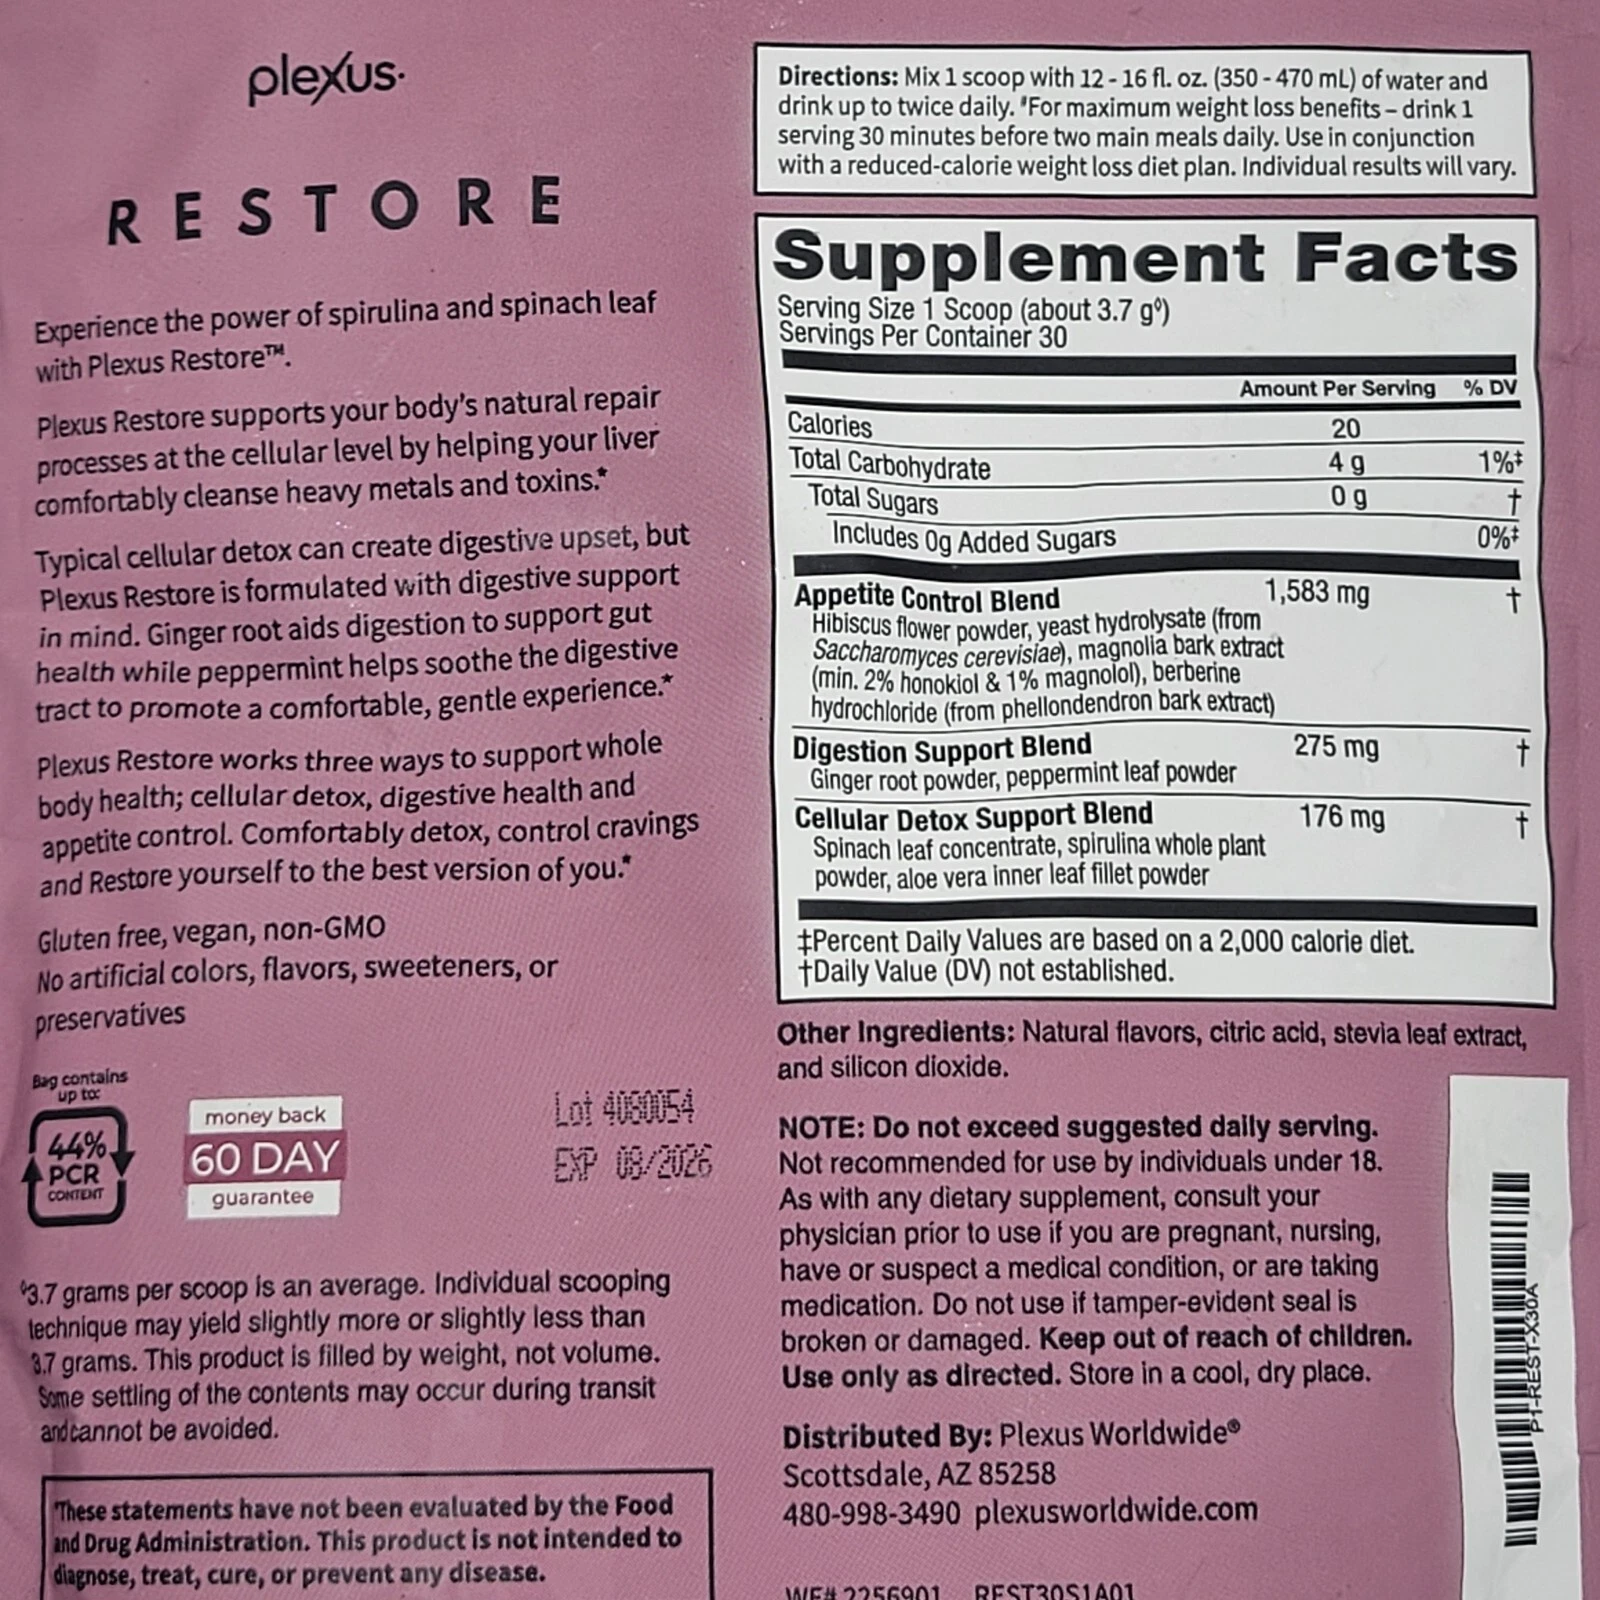 plexus
RESTORE
Experience the power of spirulina and spinach leaf
with Plexus Restore™.
Plexus Restore supports your body's natural repair
processes at the cellular level by helping your liver
comfortably cleanse heavy metals and toxins.*
Typical cellular detox can create digestive upset, but
Plexus Restore is formulated with digestive support
in mind. Ginger root aids digestion to support gut
health while peppermint helps soothe the digestive
tract to promote a comfortable, gentle experience.*
Plexus Restore works three ways to support whole
body health; cellular detox, digestive health and
appetite control. Comfortably detox, control cravings
and Restore yourself to the best version of you.*
Gluten free, vegan, non-GMO
No artificial colors, flavors, sweeteners, or
preservatives
Bag contains
up to:
44%
PCR
CONTENT
money back
60 DAY
guarantee
Lot 4080054
EXP 08/2026
◊3.7 grams per scoop is an average. Individual scooping
technique may yield slightly more or slightly less than
3.7 grams. This product is filled by weight, not volume.
Some settling of the contents may occur during transit
and cannot be avoided.
*These statements have not been evaluated by the Food
and Drug Administration. This product is not intended to
diagnose, treat, cure, or prevent any disease.
Directions: Mix 1 scoop with 12 - 16 fl. oz. (350 - 470 mL) of water and
drink up to twice daily. #For maximum weight loss benefits – drink 1
serving 30 minutes before two main meals daily. Use in conjunction
with a reduced-calorie weight loss diet plan. Individual results will vary.
Supplement Facts
Serving Size 1 Scoop (about 3.7 g◊)
Servings Per Container 30
Amount Per Serving % DV
Calories 20
Total Carbohydrate 4 g 1%‡
Total Sugars 0 g †
Includes 0g Added Sugars 0%‡
Appetite Control Blend 1,583 mg †
Hibiscus flower powder, yeast hydrolysate (from
Saccharomyces cerevisiae), magnolia bark extract
(min. 2% honokiol & 1% magnolol), berberine
hydrochloride (from phellondendron bark extract)
Digestion Support Blend 275 mg †
Ginger root powder, peppermint leaf powder
Cellular Detox Support Blend 176 mg †
Spinach leaf concentrate, spirulina whole plant
powder, aloe vera inner leaf fillet powder
‡Percent Daily Values are based on a 2,000 calorie diet.
†Daily Value (DV) not established.
Other Ingredients: Natural flavors, citric acid, stevia leaf extract,
and silicon dioxide.
NOTE: Do not exceed suggested daily serving.
Not recommended for use by individuals under 18.
As with any dietary supplement, consult your
physician prior to use if you are pregnant, nursing,
have or suspect a medical condition, or are taking
medication. Do not use if tamper-evident seal is
broken or damaged. Keep out of reach of children.
Use only as directed. Store in a cool, dry place.
Distributed By: Plexus Worldwide®
Scottsdale, AZ 85258
480-998-3490 plexusworldwide.com
WF# 2256901 REST30S1A01
P1-REST-X30A